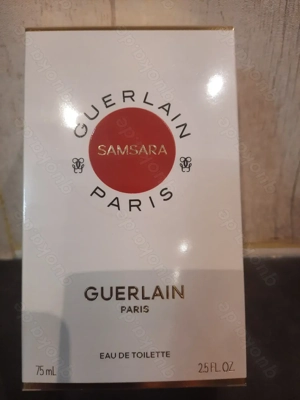 GUERLAIN
SAMSARA
PARIS
GUERLAIN
PARIS
EAU DE TOILETTE
75 mL
2.5 FL. OZ.